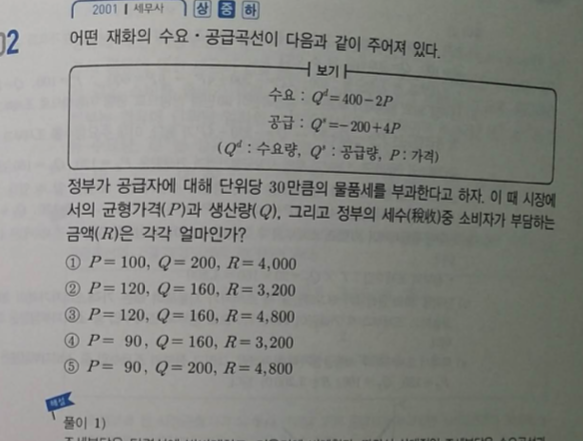 2001 | 세무사 상 중 하
02 어떤 재화의 수요·공급곡선이 다음과 같이 주어져 있다.
보기
수요 : Qᵈ=400-2P
공급 : Qˢ=-200+4P
(Qᵈ : 수요량, Qˢ : 공급량, P : 가격)
정부가 공급자에 대해 단위당 30만큼의 물품세를 부과한다고 하자. 이 때 시장에
서의 균형가격(P)과 생산량(Q), 그리고 정부의 세수(稅收)중 소비자가 부담하는
금액(R)은 각각 얼마인가?
① P= 100, Q= 200, R= 4,000
② P= 120, Q= 160, R= 3,200
③ P= 120, Q= 160, R= 4,800
④ P= 90, Q= 160, R= 3,200
⑤ P= 90, Q= 200, R= 4,800
해설
풀이 1)